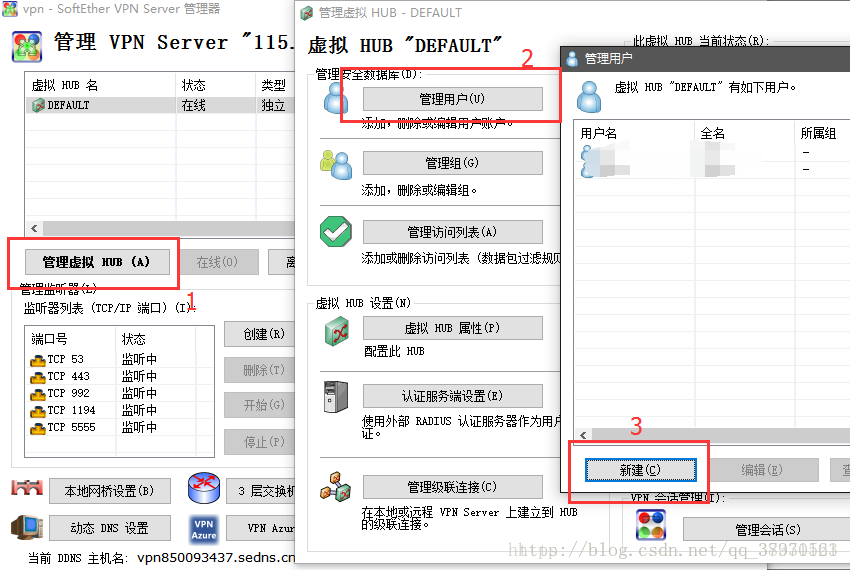 vpn - SoftEther VPN Server 管理器
管理 VPN Server "115.
虚拟 HUB 名 状态 类型
DEFAULT 在线 独立
管理虚拟 HUB (A) 在线(O) 离
1
管理监听器(L)
监听器列表 (TCP/IP 端口) (I):
端口号 状态
TCP 53 监听中
TCP 443 监听中
TCP 992 监听中
TCP 1194 监听中
TCP 5555 监听中
创建(R)
删除(T)
开始(G)
停止(P)
本地网桥设置(B) 3 层交换机
动态 DNS 设置 VPN Azure VPN Azur
当前 DDNS 主机名: vpn850093437.sedns.cn
管理虚拟 HUB - DEFAULT
虚拟 HUB "DEFAULT"
2
管理安全数据库(D):
管理用户(U)
添加，删除或编辑用户账户。
管理组(G)
添加，删除或编辑组。
管理访问列表(A)
添加或删除访问列表 (数据包过滤规则
虚拟 HUB 设置(N)
虚拟 HUB 属性(P)
配置此 HUB
认证服务端设置(E)
使用外部 RADIUS 认证服务器作为用户
证。
管理级联连接(C)
在本地或远程 VPN Server 上建立到 HUB
的级联连接。
此虚拟 HUB 当前状态(R):
管理用户
虚拟 HUB "DEFAULT" 有如下用户。
用户名 全名 所属组
-
-
3
新建(C) 编辑(E) 查
VPN 会话管理(I):
管理会话(S)